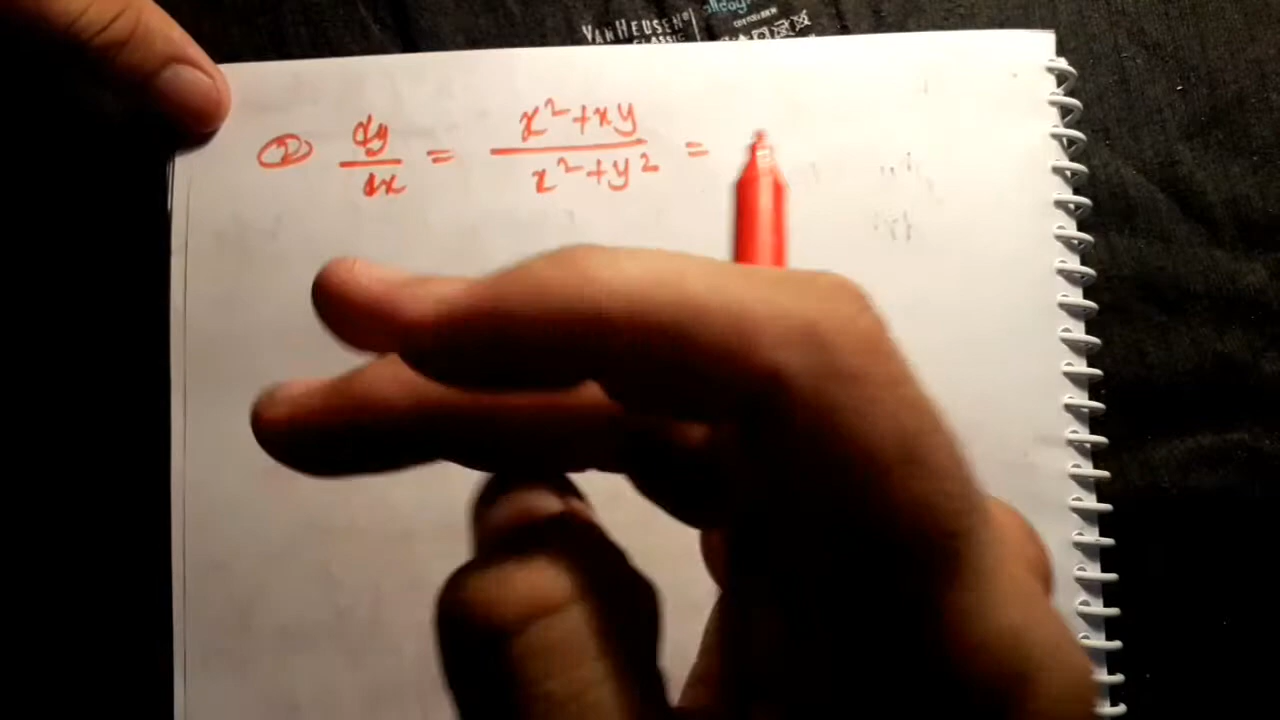 VAN HEUSEN
CLASSIC
② dy/dx = x²+xy / x²+y² =